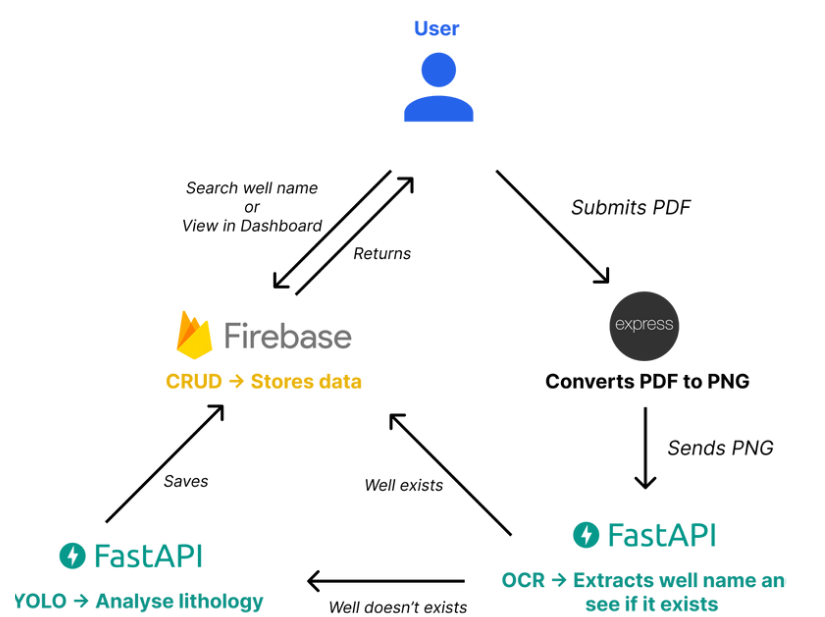 User
Search well name
or
View in Dashboard
Returns
Submits PDF
Firebase
CRUD → Stores data
express
Converts PDF to PNG
Saves
Well exists
Sends PNG
FastAPI
YOLO → Analyse lithology
Well doesn't exists
FastAPI
OCR → Extracts well name an
see if it exists